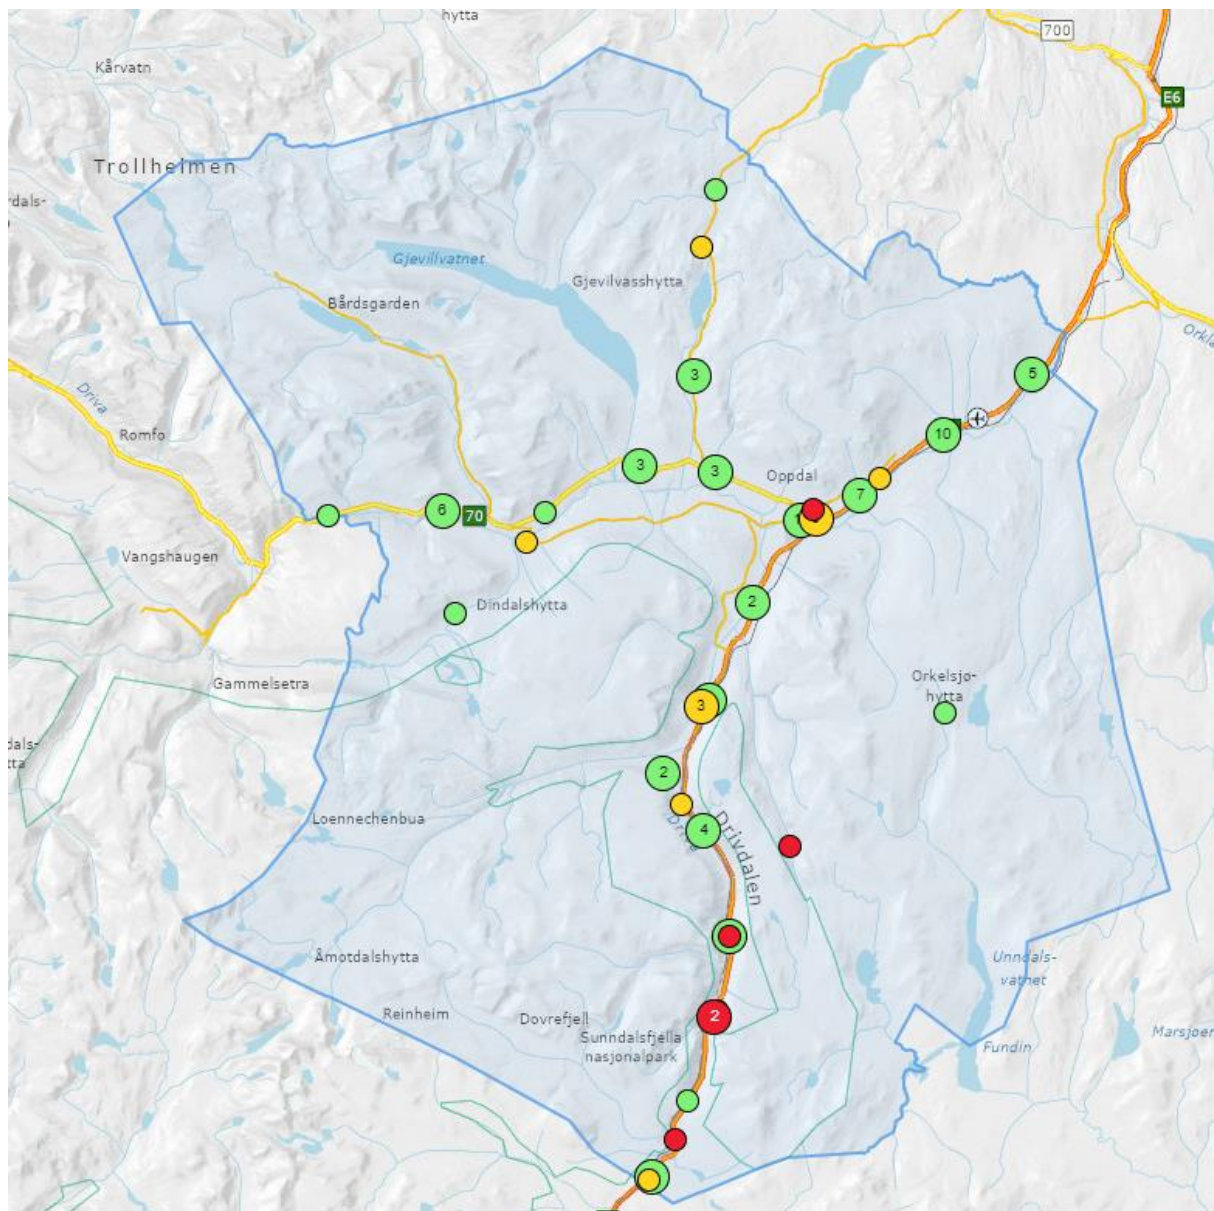 hytta
700
Kårvatn
E6
Trollheimen
rdals-
Gjevillvatnet
Gjevilvasshytta
Bårdsgarden
Orkla
5
3
Driva
Romfo
10
3
3
Oppdal
7
6
70
Vangshaugen
2
Dindalshytta
Gammelsetra
Orkelsjø-
hytta
3
dals-
tta
2
Loennechenbua
4
Drivdalen
Åmotdalshytta
Unndals-
vatnet
Reinheim
Dovrefjell
2
Sunndalsfjella
nasjonalpark
Fundin
Marsjøen